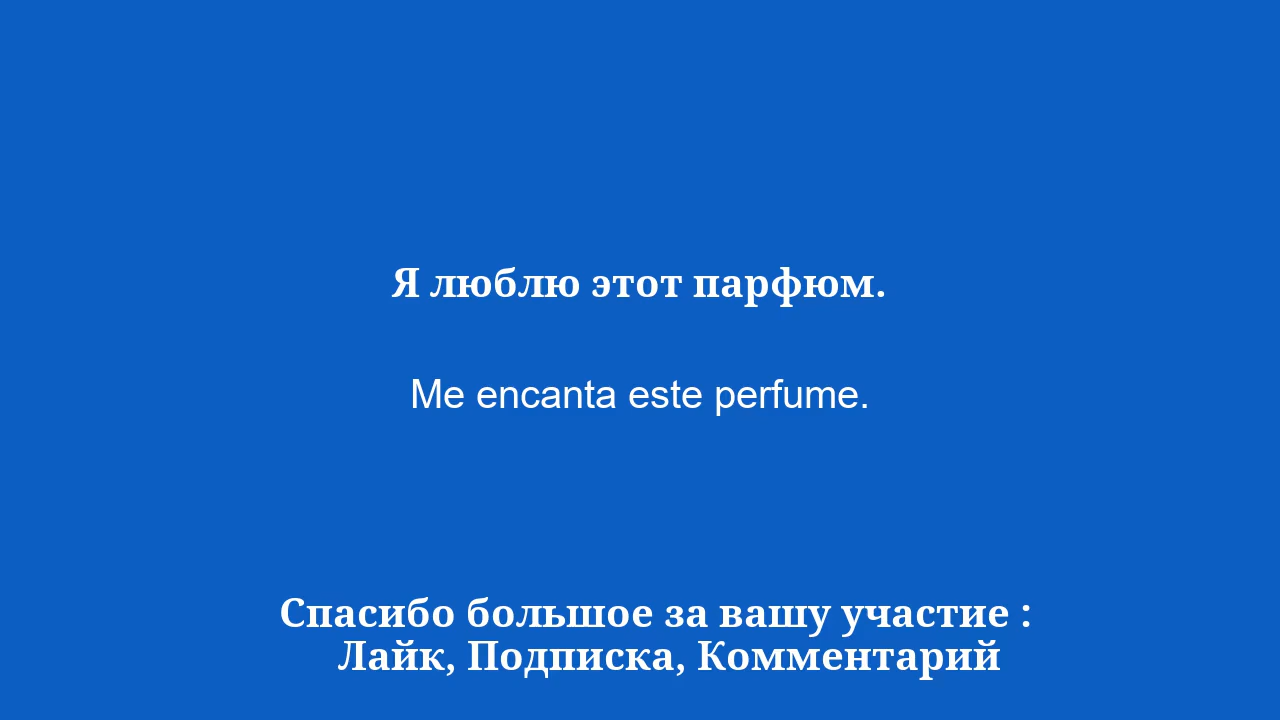 Я люблю этот парфюм.
Me encanta este perfume.
Спасибо большое за вашу участие :
Лайк, Подписка, Комментарий